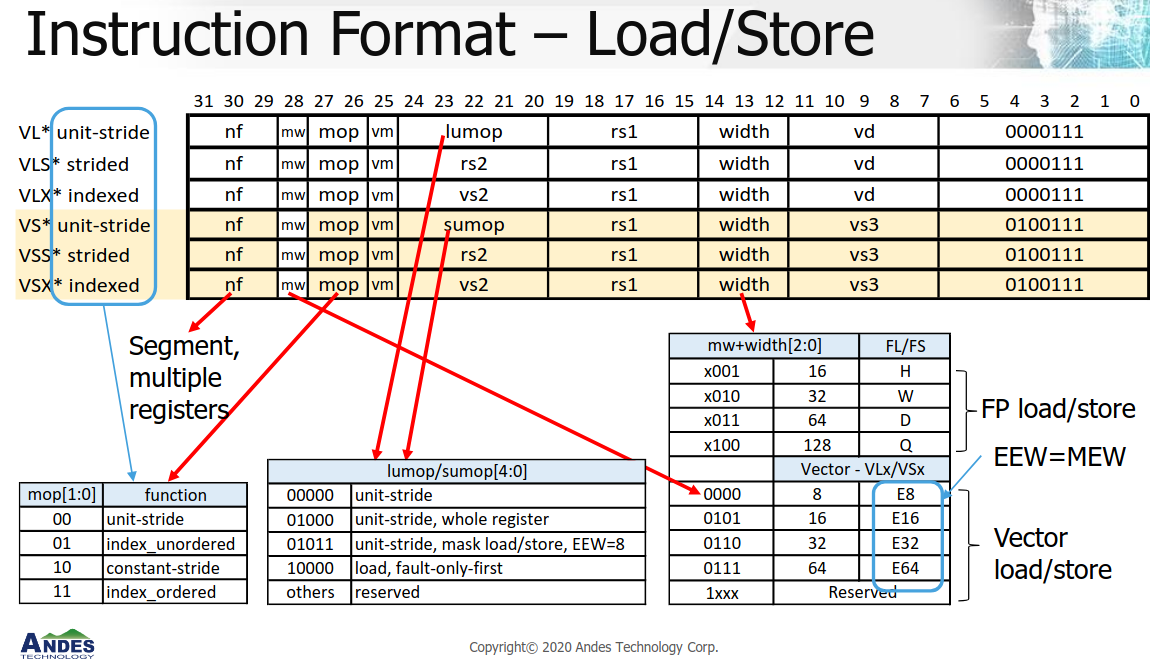 Instruction Format – Load/Store
31 30 29 28 27 26 25 24 23 22 21 20 19 18 17 16 15 14 13 12 11 10 9 8 7 6 5 4 3 2 1 0
VL* unit-stride nf mw mop vm lumop rs1 width vd 0000111
VLS* strided nf mw mop vm rs2 rs1 width vd 0000111
VLX* indexed nf mw mop vm vs2 rs1 width vd 0000111
VS* unit-stride nf mw mop vm sumop rs1 width vs3 0100111
VSS* strided nf mw mop vm rs2 rs1 width vs3 0100111
VSX* indexed nf mw mop vm vs2 rs1 width vs3 0100111
Segment,
multiple
registers
mop[1:0] function
00 unit-stride
01 index_unordered
10 constant-stride
11 index_ordered
lumop/sumop[4:0]
00000 unit-stride
01000 unit-stride, whole register
01011 unit-stride, mask load/store, EEW=8
10000 load, fault-only-first
others reserved
mw+width[2:0] FL/FS
x001 16 H
x010 32 W
x011 64 D
x100 128 Q
Vector - VLx/VSx
0000 8 E8
0101 16 E16
0110 32 E32
0111 64 E64
1xxx Reserved
FP load/store
EEW=MEW
Vector
load/store
ANDES
TECHNOLOGY
Copyright© 2020 Andes Technology Corp.